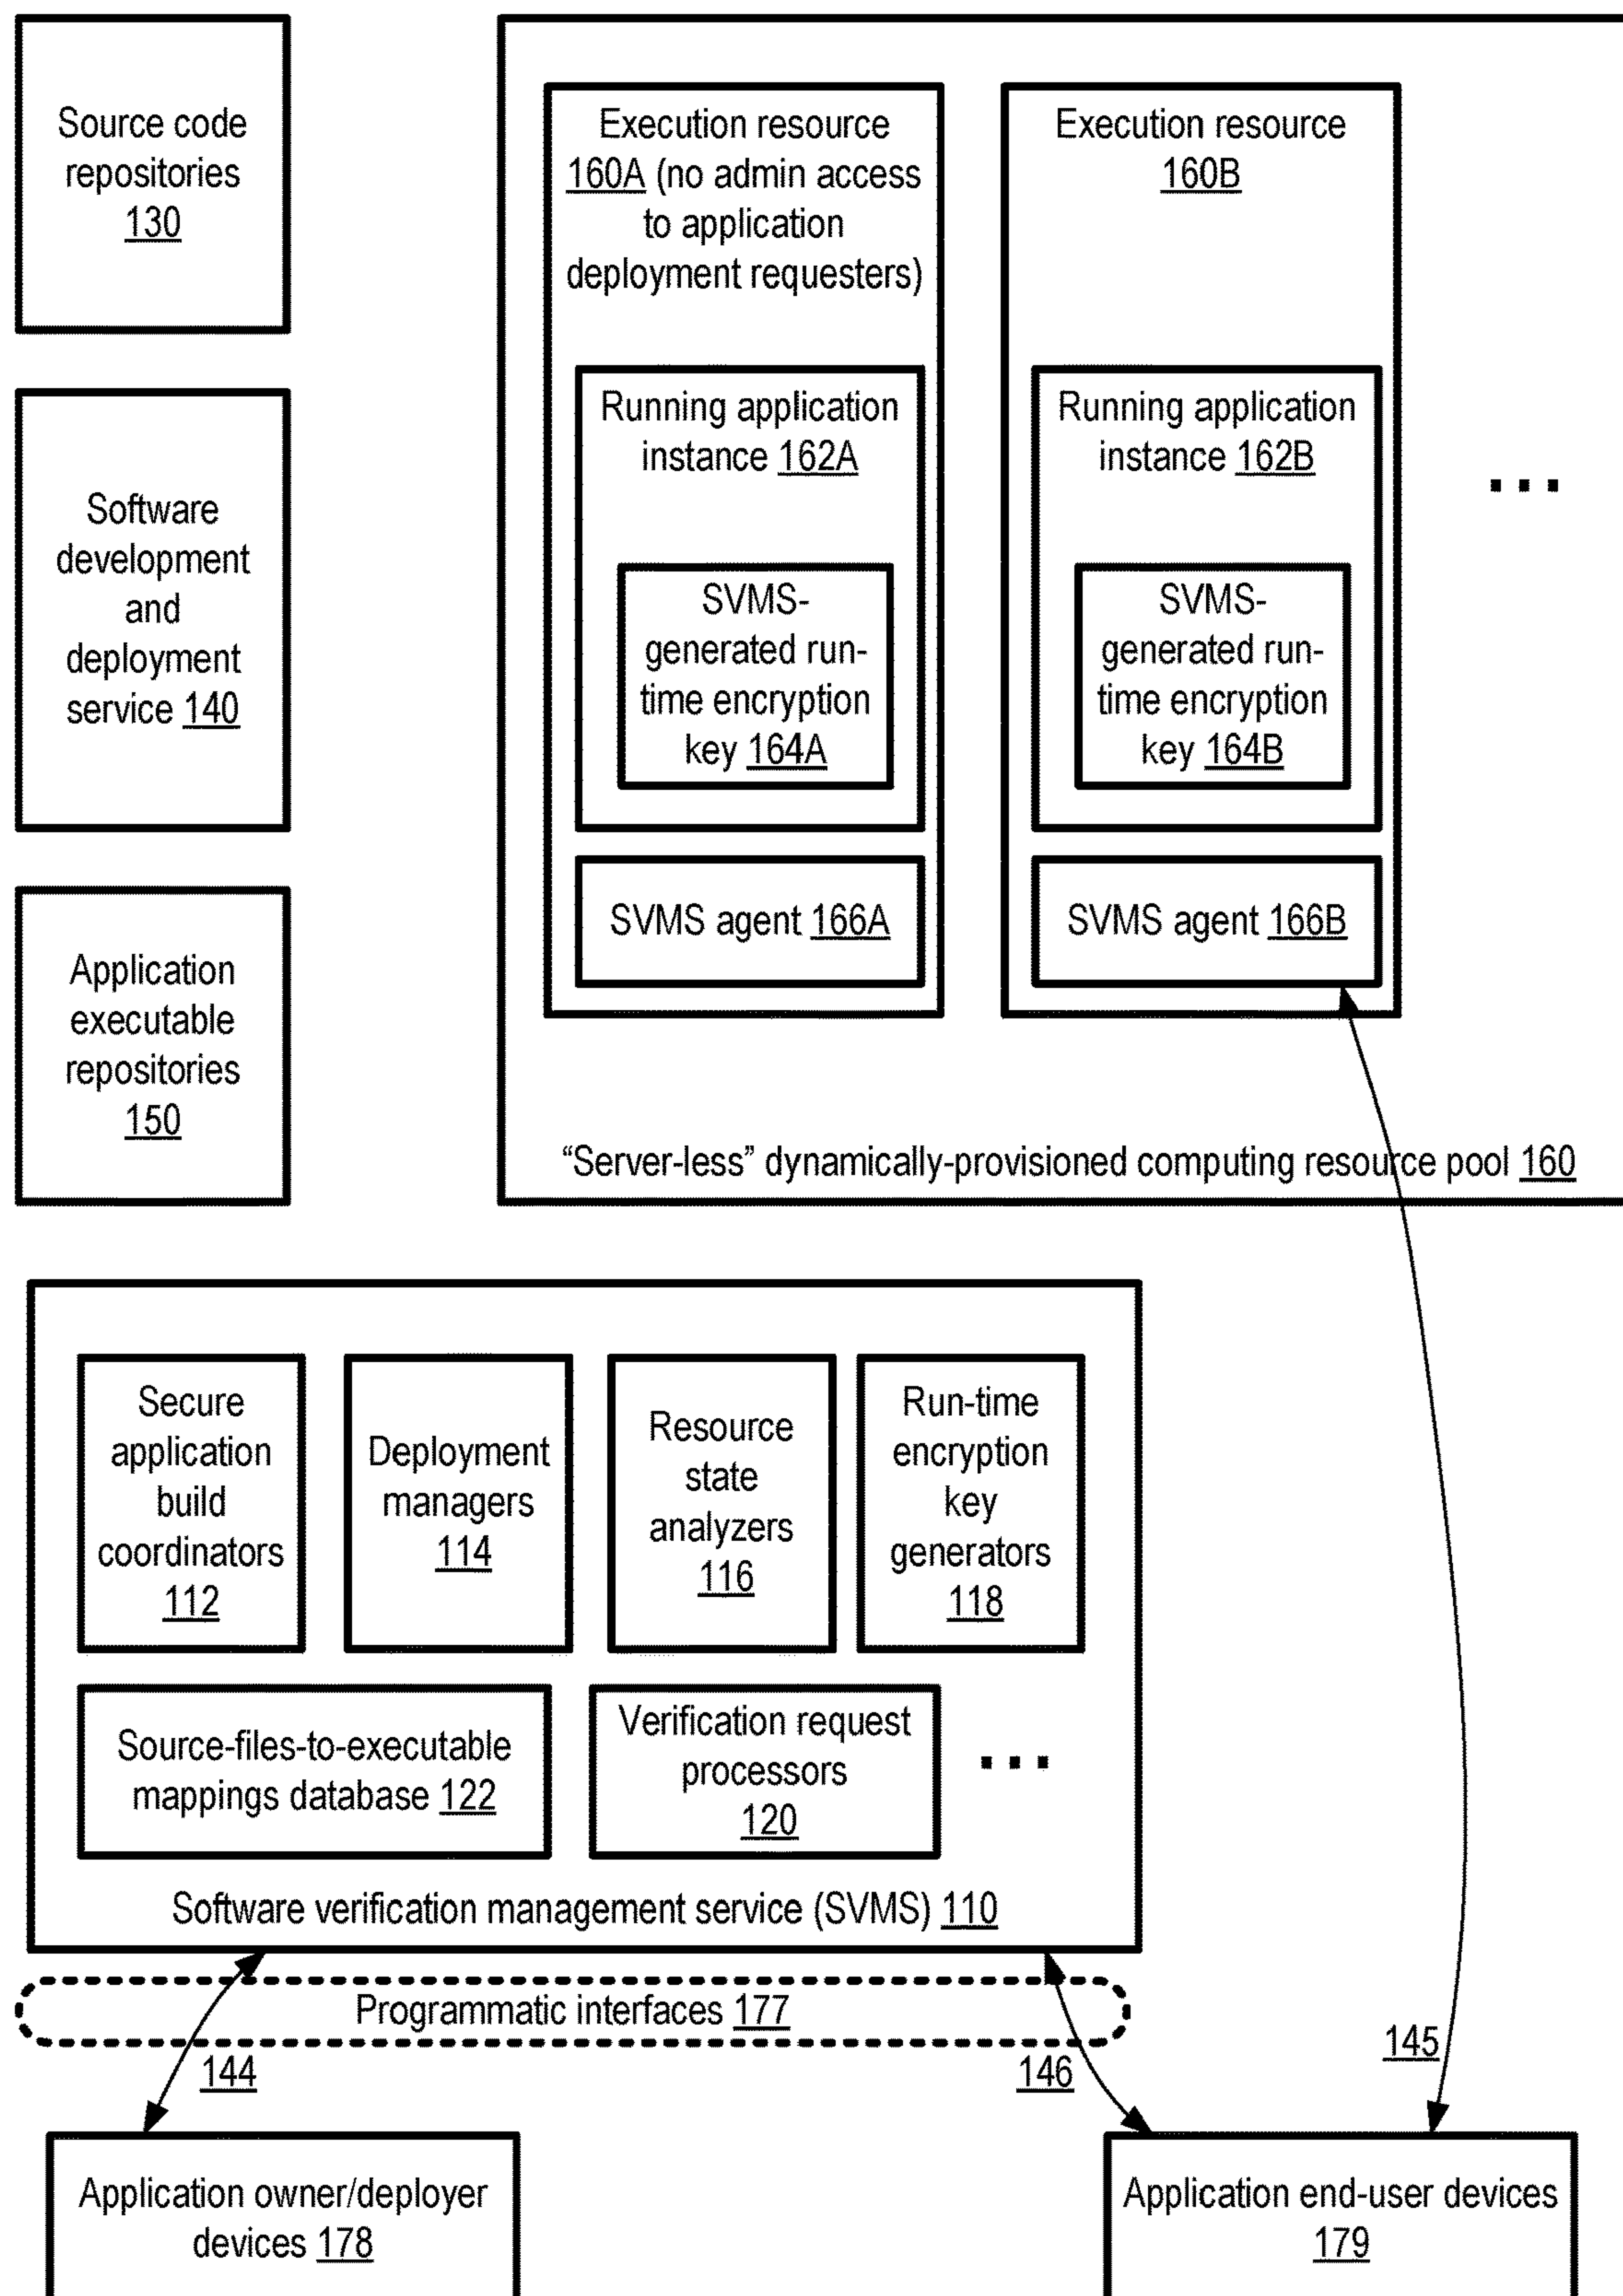 Source code
repositories
130
Software
development
and
deployment
service 140
Application
executable
repositories
150
Execution resource
160A (no admin access
to application
deployment requesters)
Running application
instance 162A
SVMS-
generated run-
time encryption
key 164A
SVMS agent 166A
Execution resource
160B
Running application
instance 162B
SVMS-
generated run-
time encryption
key 164B
SVMS agent 166B
...
“Server-less” dynamically-provisioned computing resource pool 160
Secure
application
build
coordinators
112
Deployment
managers
114
Resource
state
analyzers
116
Run-time
encryption
key
generators
118
Source-files-to-executable
mappings database 122
Verification request
processors
120
...
Software verification management service (SVMS) 110
Programmatic interfaces 177
144
146
145
Application owner/deployer
devices 178
Application end-user devices
179